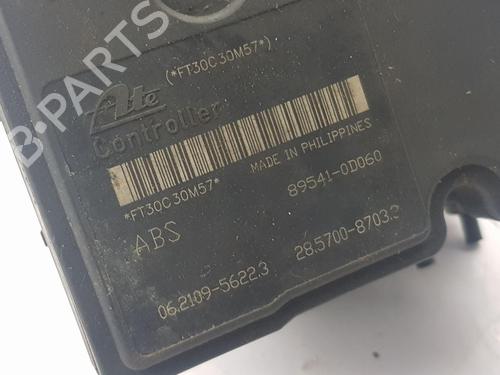 (*FT30C30M57*)
Ate
Controller
*FT30C30M57*
MADE IN PHILIPPINES
89541-0D060
ABS
06.2109-5622.3
28.5700-8703.3
B-PARTS